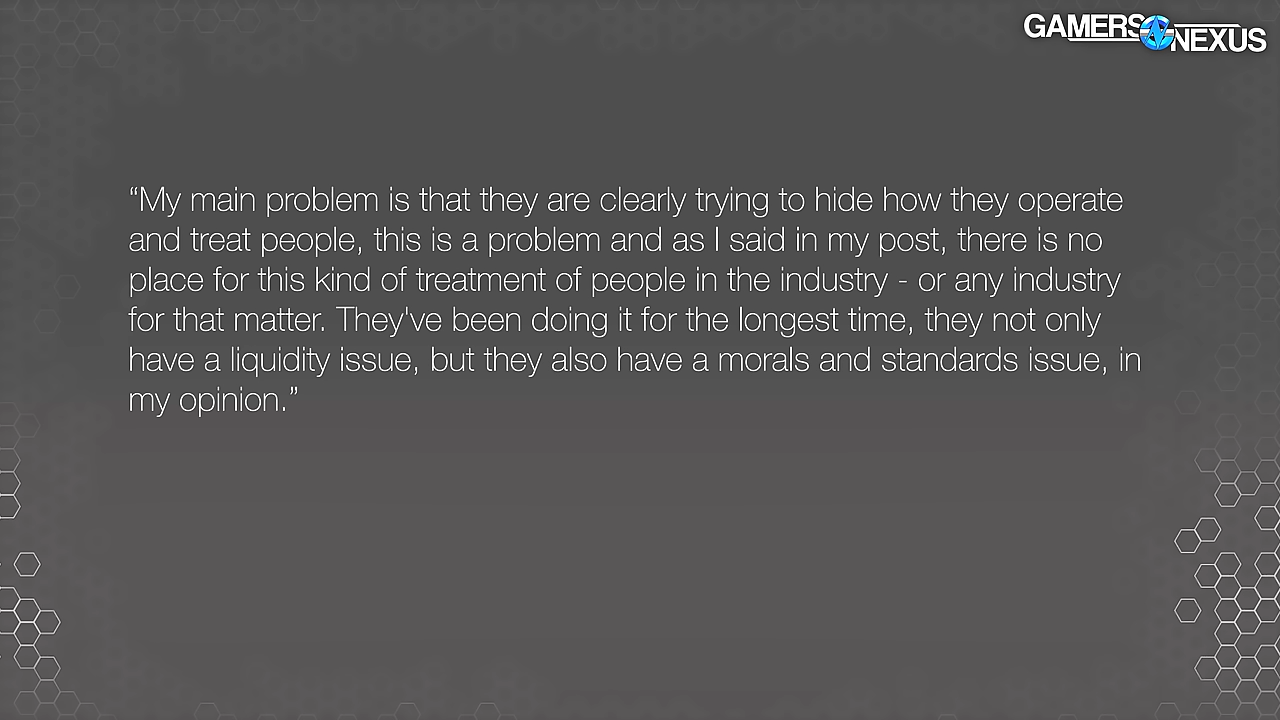 GAMERS NEXUS
“My main problem is that they are clearly trying to hide how they operate
and treat people, this is a problem and as I said in my post, there is no
place for this kind of treatment of people in the industry - or any industry
for that matter. They've been doing it for the longest time, they not only
have a liquidity issue, but they also have a morals and standards issue, in
my opinion.”